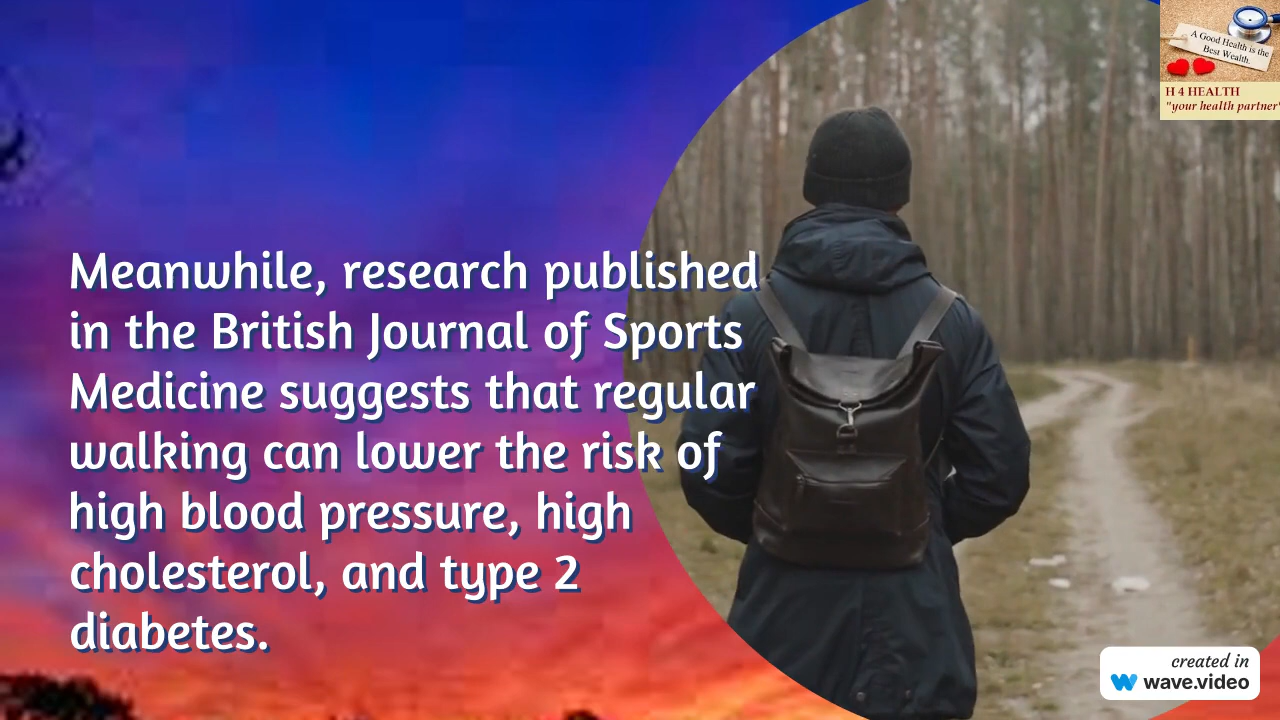 A Good Health is the
Best Wealth.
H 4 HEALTH
"your health partner"
Meanwhile, research published
in the British Journal of Sports
Medicine suggests that regular
walking can lower the risk of
high blood pressure, high
cholesterol, and type 2
diabetes.
created in
wave.video